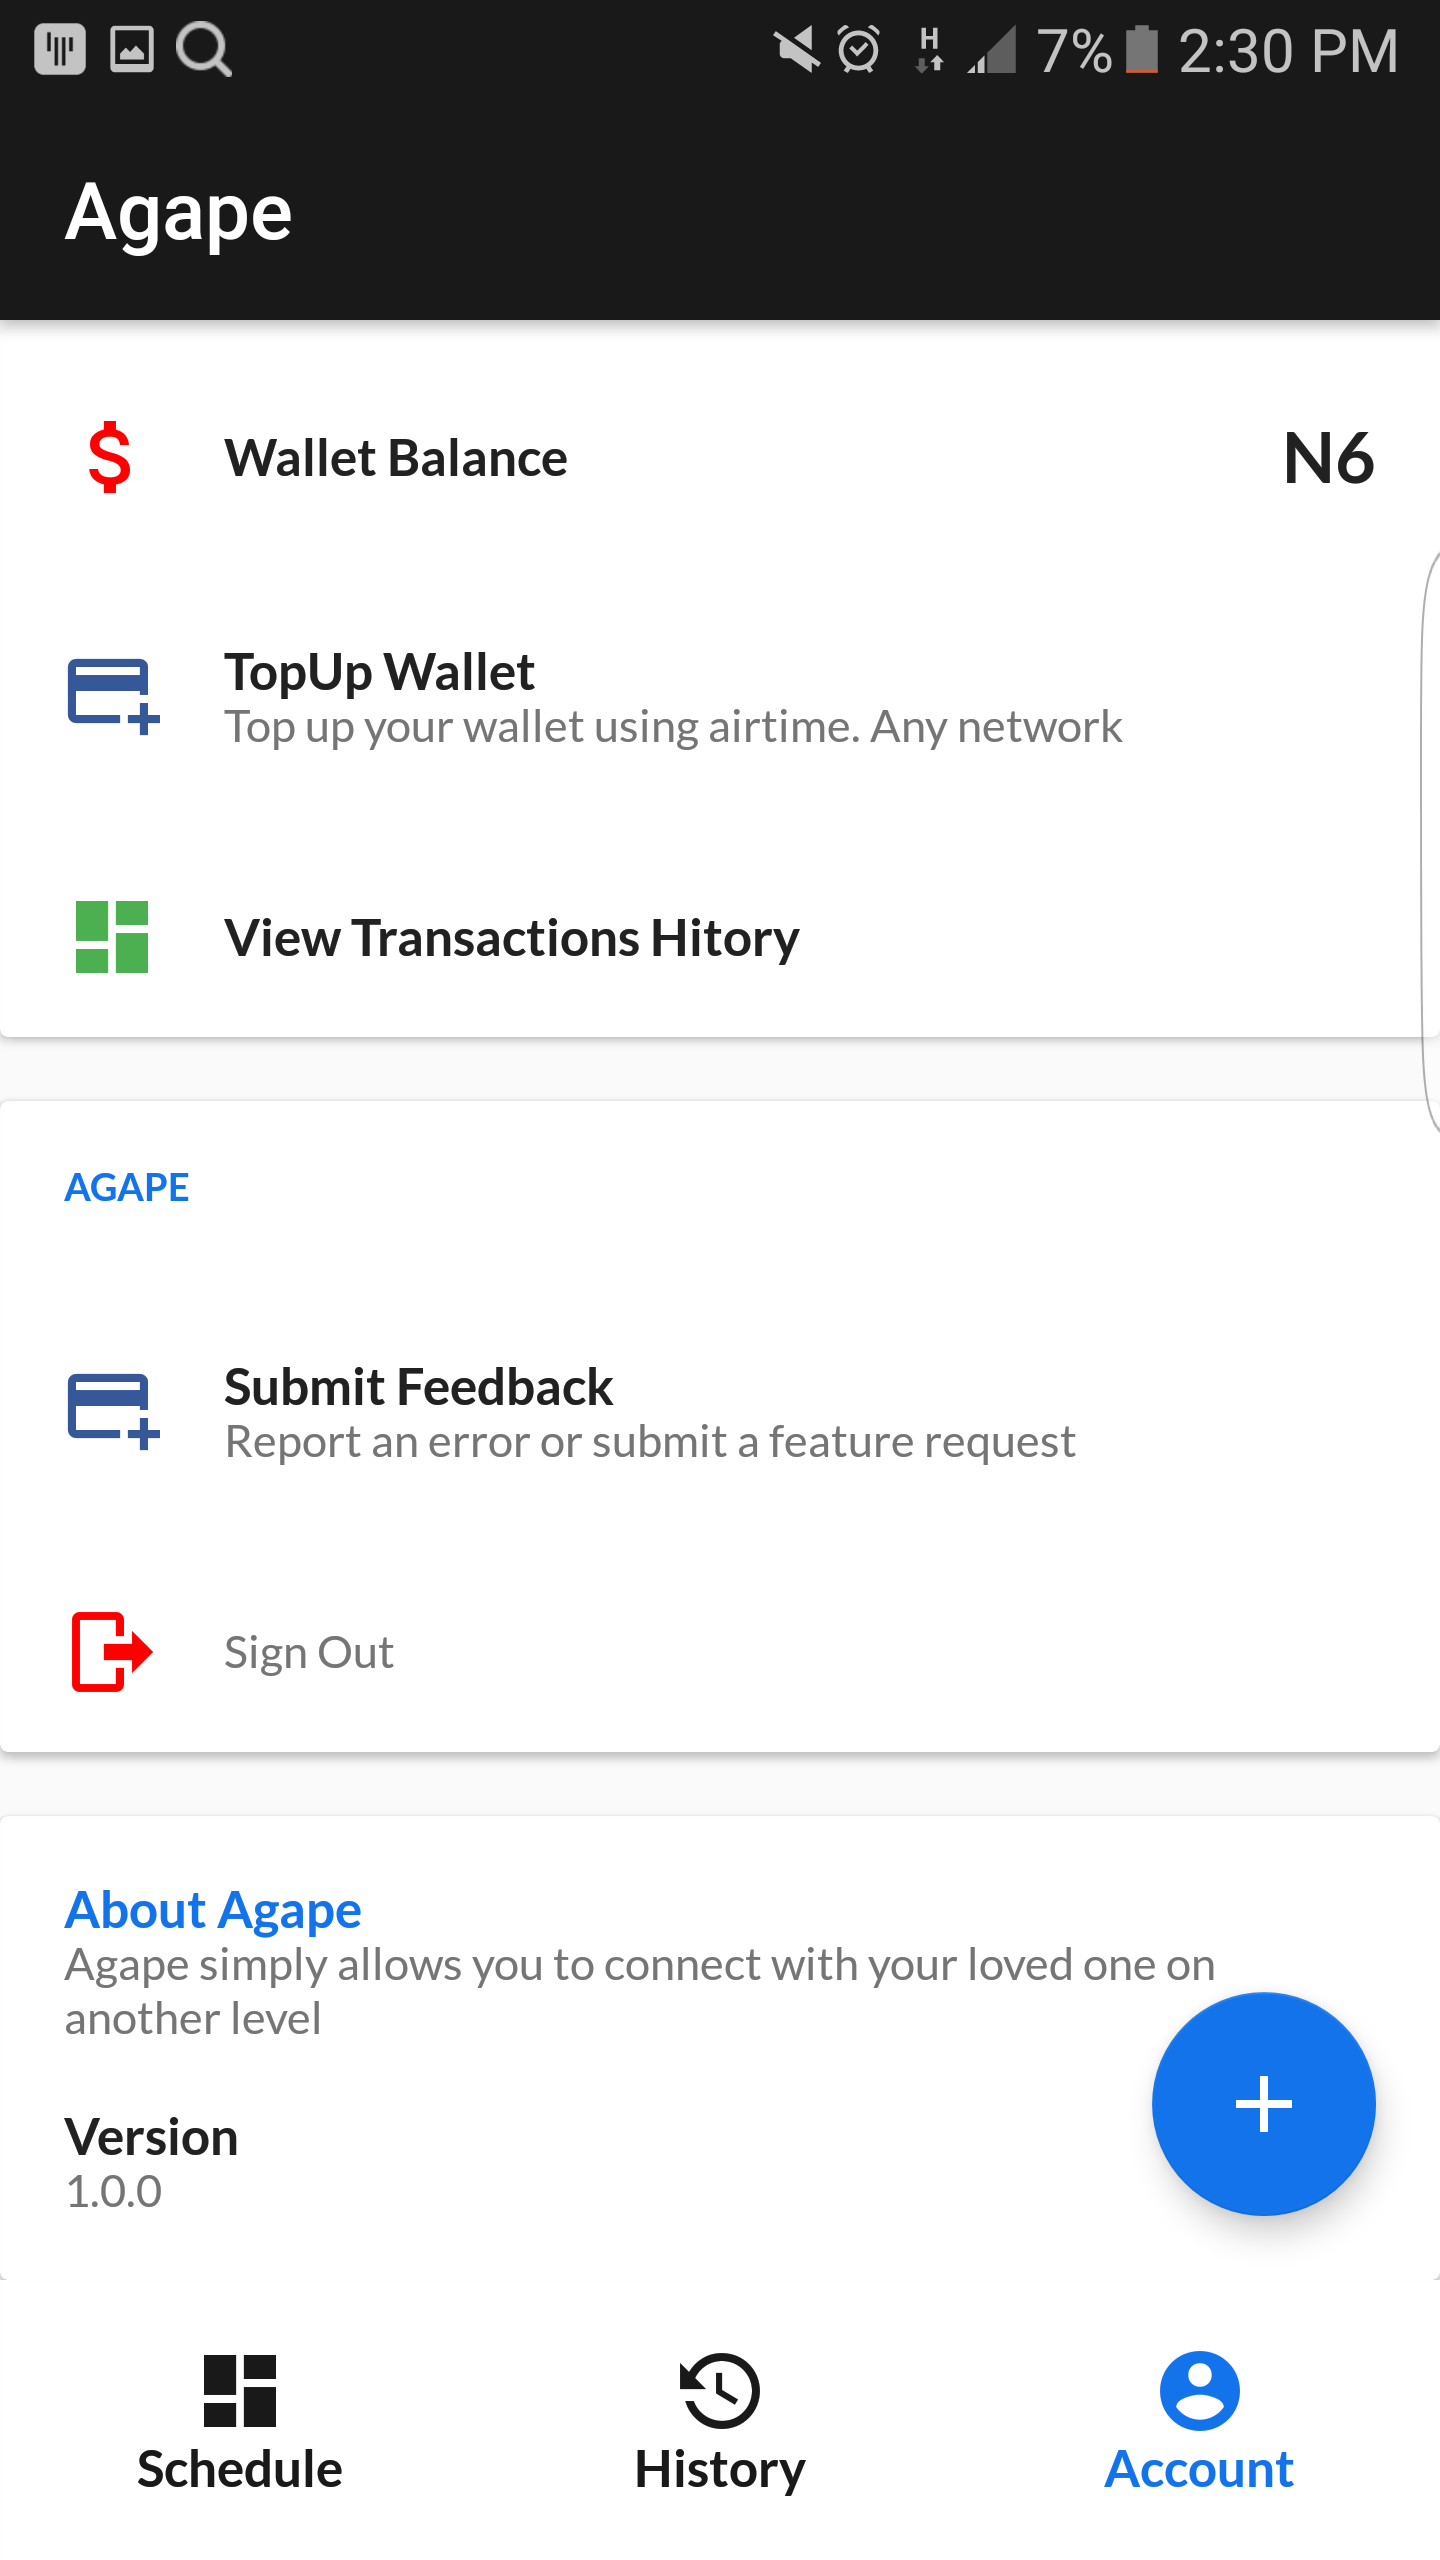 H 7% 2:30 PM
Agape
Wallet Balance N6
TopUp Wallet
Top up your wallet using airtime. Any network
View Transactions Hitory
AGAPE
Submit Feedback
Report an error or submit a feature request
Sign Out
About Agape
Agape simply allows you to connect with your loved one on
another level
Version
1.0.0
Schedule History Account